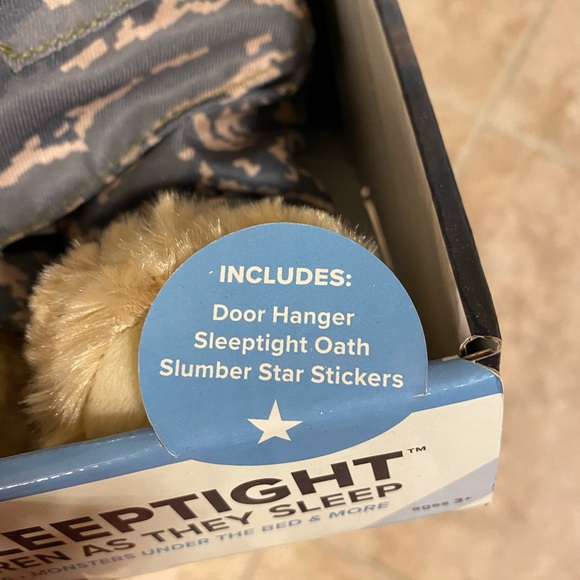 INCLUDES:
Door Hanger
Sleeptight Oath
Slumber Star Stickers
LEEPTIGHT™
REN AS THEY SLEEP
MONSTERS UNDER THE BED & MORE
ages 3+